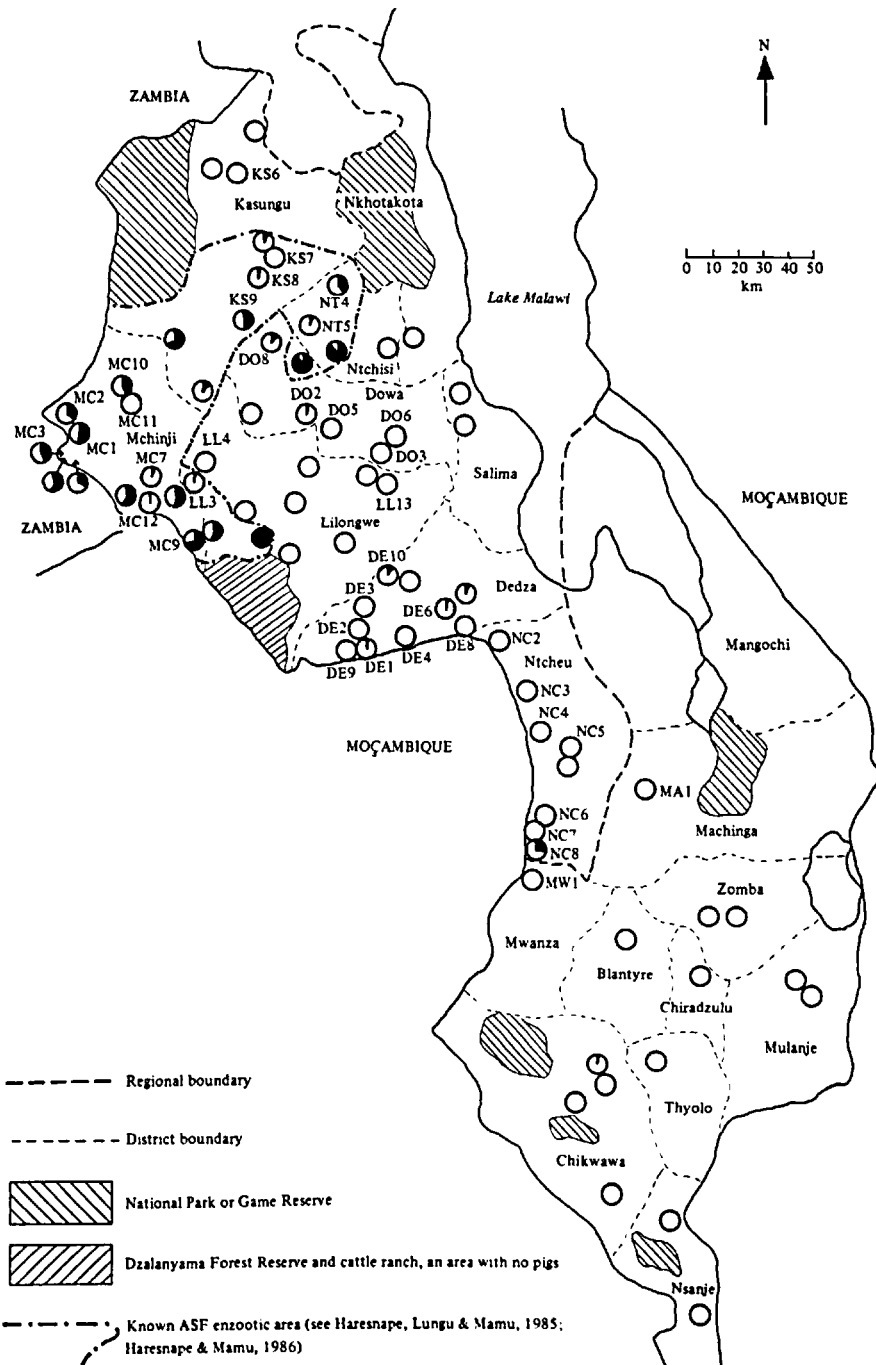 N
ZAMBIA
KS6
Kasungu
Nkhotakota
0 10 20 30 40 50
km
Lake Malawi
KS7
KS8
NT4
KS9
NT5
DO8
Ntchisi
MC10
MC2
MC11
DO2
Dowa
DO5
DO6
MC3
MC1
Mchinji
LL4
DO3
MC7
Salima
MOÇAMBIQUE
LL3
LL13
ZAMBIA
MC12
Lilongwe
MC9
DE10
Dedza
DE3
DE6
DE2
NC2
DE8
DE4
DE1
DE9
Mangochi
Ntcheu
NC3
NC4
NC5
MOÇAMBIQUE
MA1
NC6
Machinga
NC7
NC8
MW1
Zomba
Mwanza
Blantyre
Chiradzulu
Mulanje
Thyolo
Chikwawa
Nsanje
Regional boundary
District boundary
National Park or Game Reserve
Dzalanyama Forest Reserve and cattle ranch, an area with no pigs
Known ASF enzootic area (see Haresnape, Lungu & Mamu, 1985;
Haresnape & Mamu, 1986)